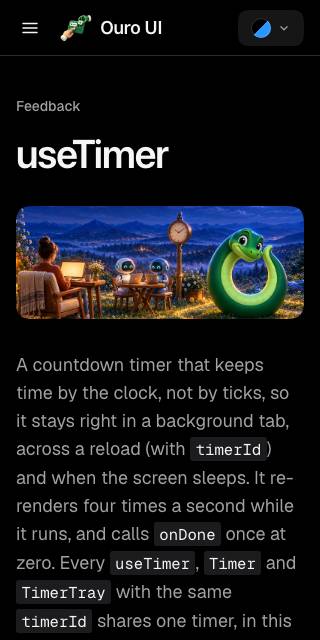 Ouro UI
Feedback
useTimer
A countdown timer that keeps
time by the clock, not by ticks, so
it stays right in a background tab,
across a reload (with timerId)
and when the screen sleeps. It re-
renders four times a second while
it runs, and calls onDone once at
zero. Every useTimer, Timer and
TimerTray with the same
timerId shares one timer, in this